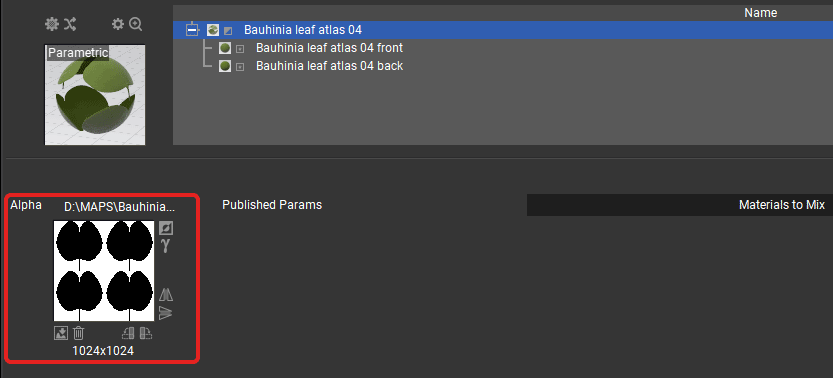 Name
Bauhinia leaf atlas 04
Parametric
Bauhinia leaf atlas 04 front
Bauhinia leaf atlas 04 back
Alpha
D:\MAPS\Bauhinia...
Published Params
Materials to Mix
γ
1024x1024